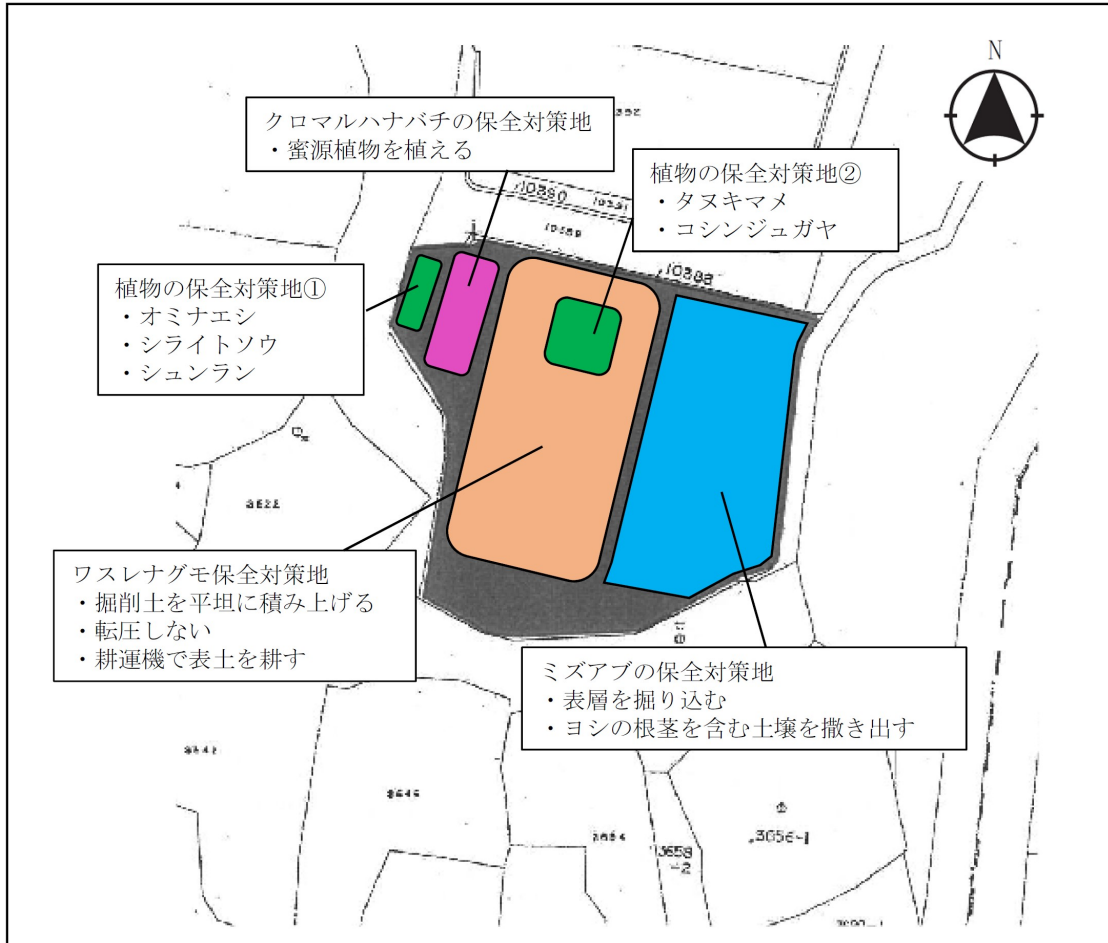 N
クロマルハナバチの保全対策地
・蜜源植物を植える
植物の保全対策地②
・タヌキマメ
・コシンジュガヤ
植物の保全対策地①
・オミナエシ
・シライトソウ
・シュンラン
10380
10388
3622
ワスレナグモ保全対策地
・掘削土を平坦に積み上げる
・転圧しない
・耕運機で表土を耕す
ミズアブの保全対策地
・表層を掘り込む
・ヨシの根茎を含む土壌を撒き出す
3056-1
3658
-2